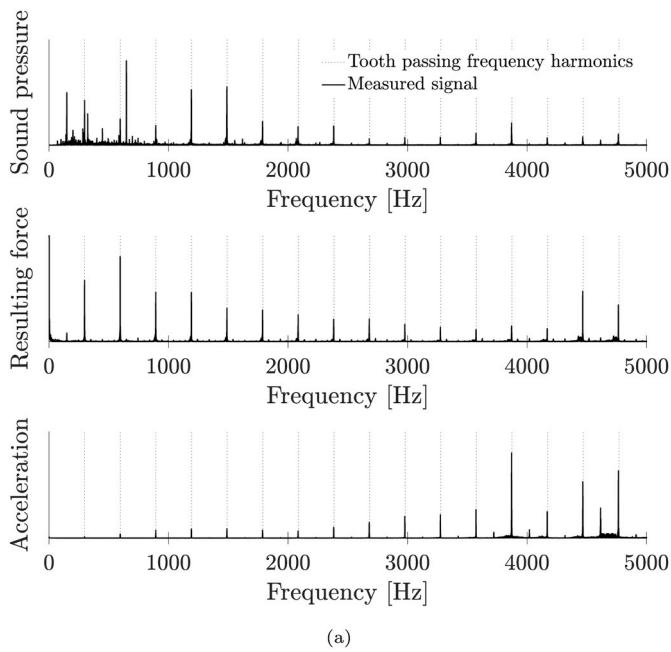 Sound pressure
Tooth passing frequency harmonics
Measured signal
0 1000 2000 3000 4000 5000
Frequency [Hz]
Resulting force
0 1000 2000 3000 4000 5000
Frequency [Hz]
Acceleration
0 1000 2000 3000 4000 5000
Frequency [Hz]
(a)